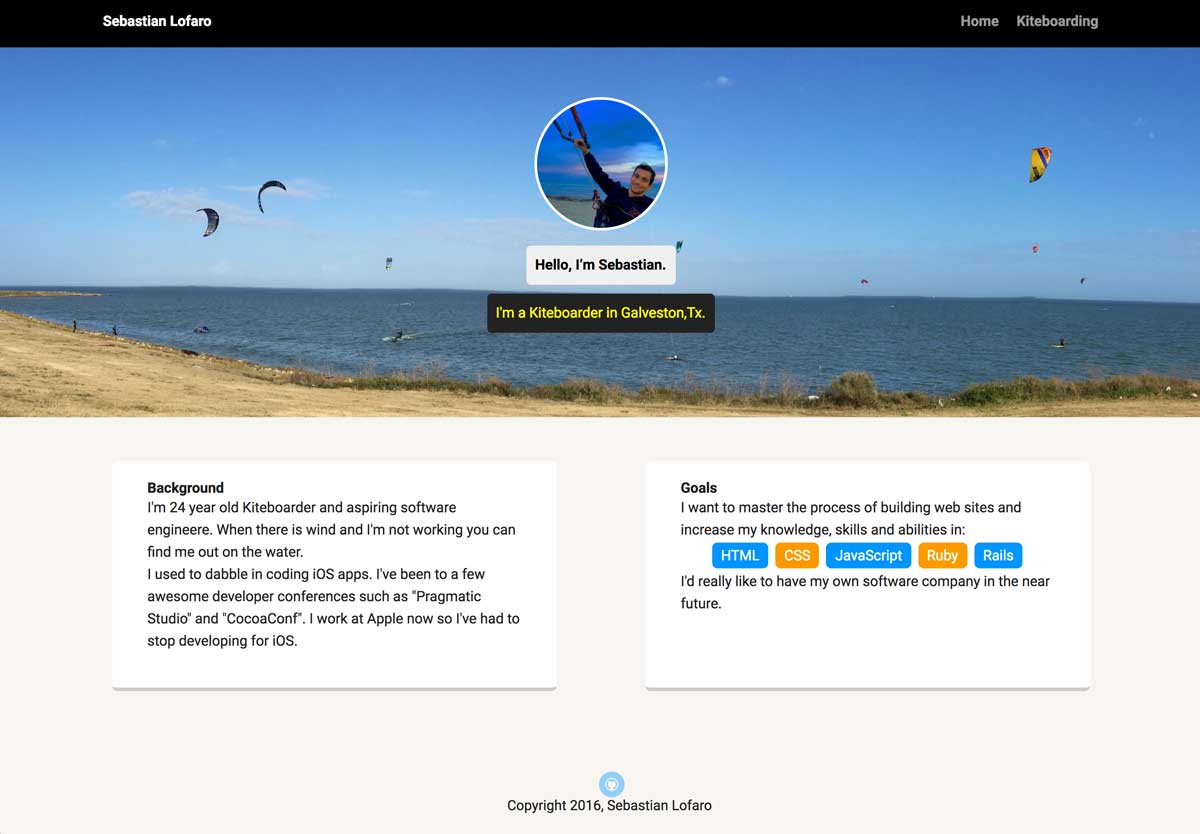 Sebastian Lofaro
Home Kiteboarding
Hello, I'm Sebastian.
I'm a Kiteboarder in Galveston,Tx.
Background
I'm 24 year old Kiteboarder and aspiring software
engineere. When there is wind and I'm not working you can
find me out on the water.
I used to dabble in coding iOS apps. I've been to a few
awesome developer conferences such as "Pragmatic
Studio" and "CocoaConf". I work at Apple now so I've had to
stop developing for iOS.
Goals
I want to master the process of building web sites and
increase my knowledge, skills and abilities in:
HTML CSS JavaScript Ruby Rails
I'd really like to have my own software company in the near
future.
Copyright 2016, Sebastian Lofaro